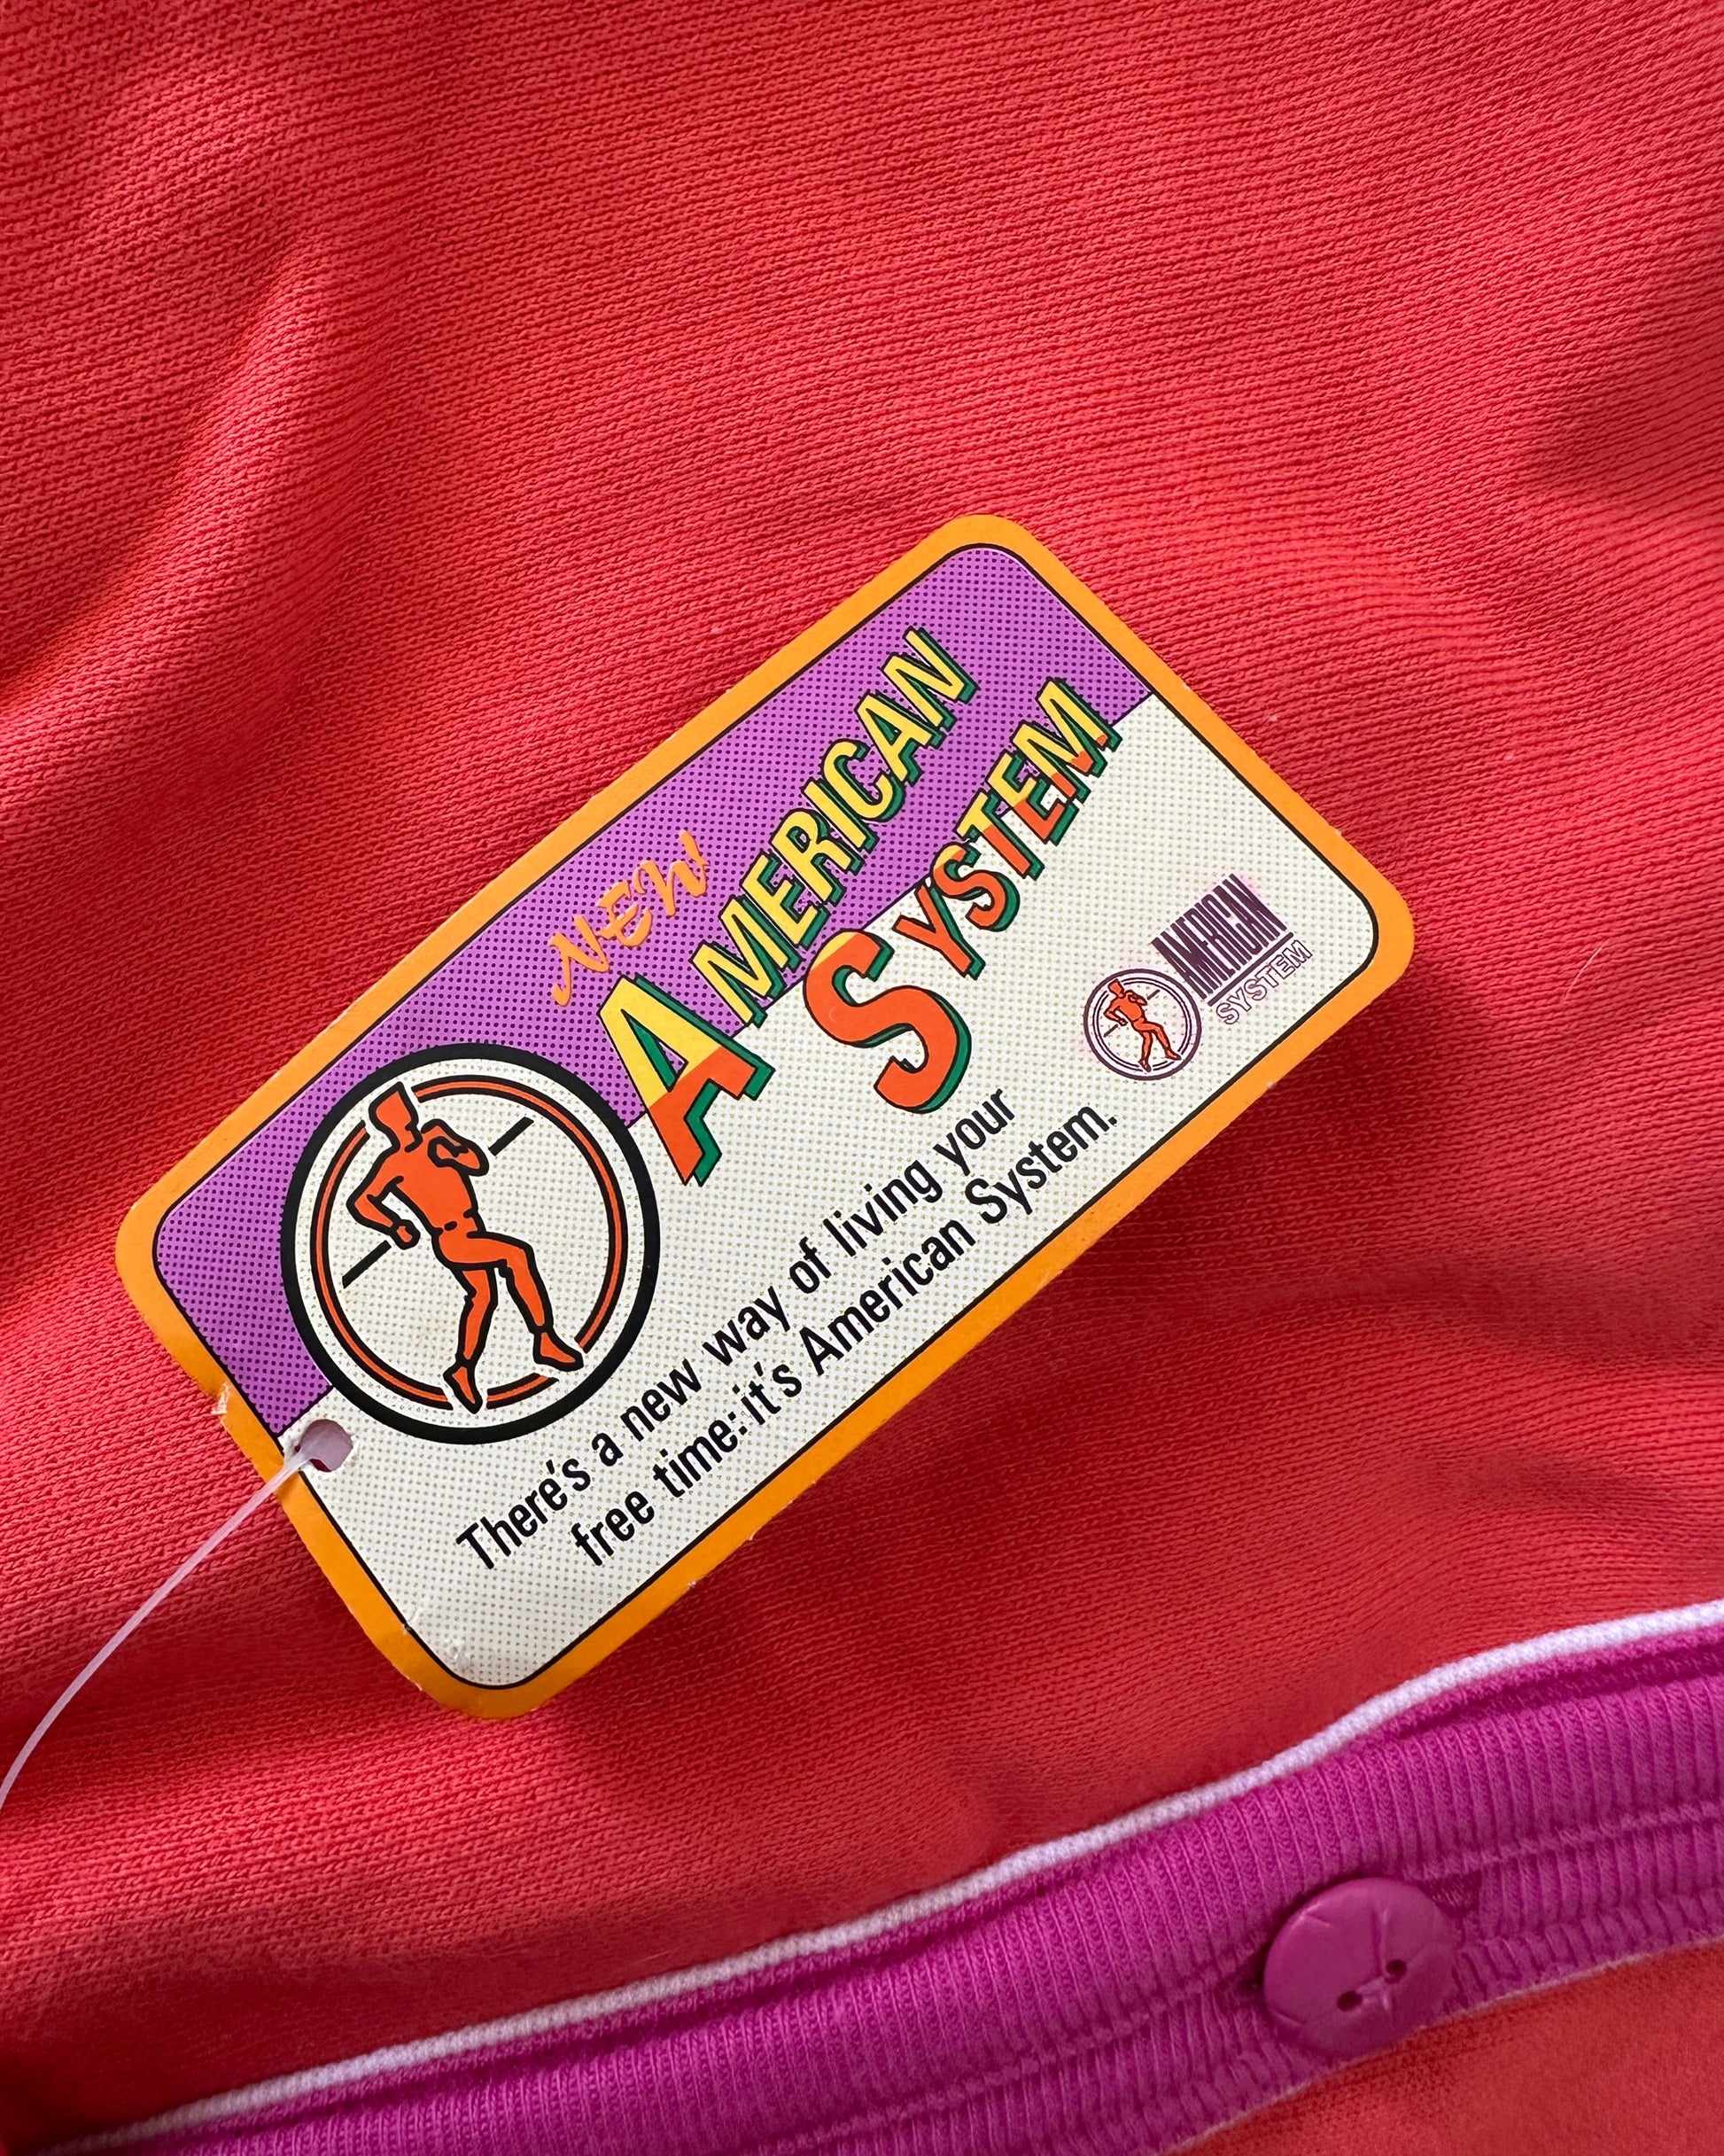 NEW
AMERICAN
SYSTEM
AMERICAN
SYSTEM
There's a new way of living your
free time: it's American System.